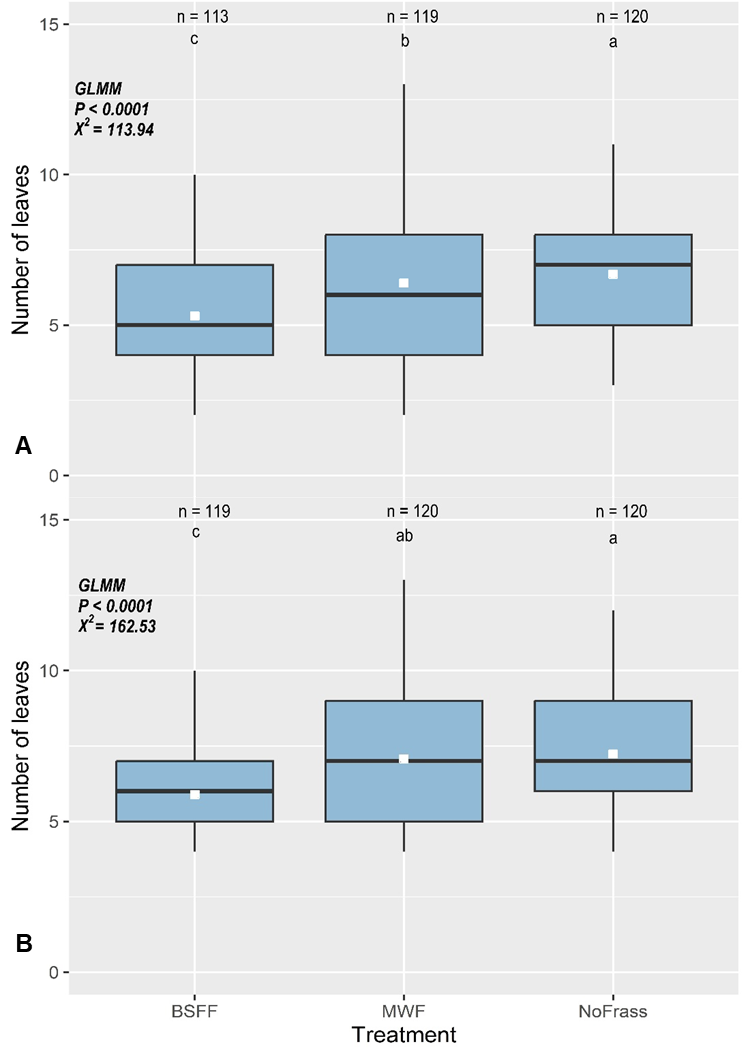 15
n = 113
n = 119
n = 120
c
b
a
GLMM
P < 0.0001
X² = 113.94
10
Number of leaves
5
A
0
n = 119
n = 120
n = 120
15
c
ab
a
GLMM
P < 0.0001
X² = 162.53
10
Number of leaves
5
B
0
BSFF
MWF
NoFrass
Treatment